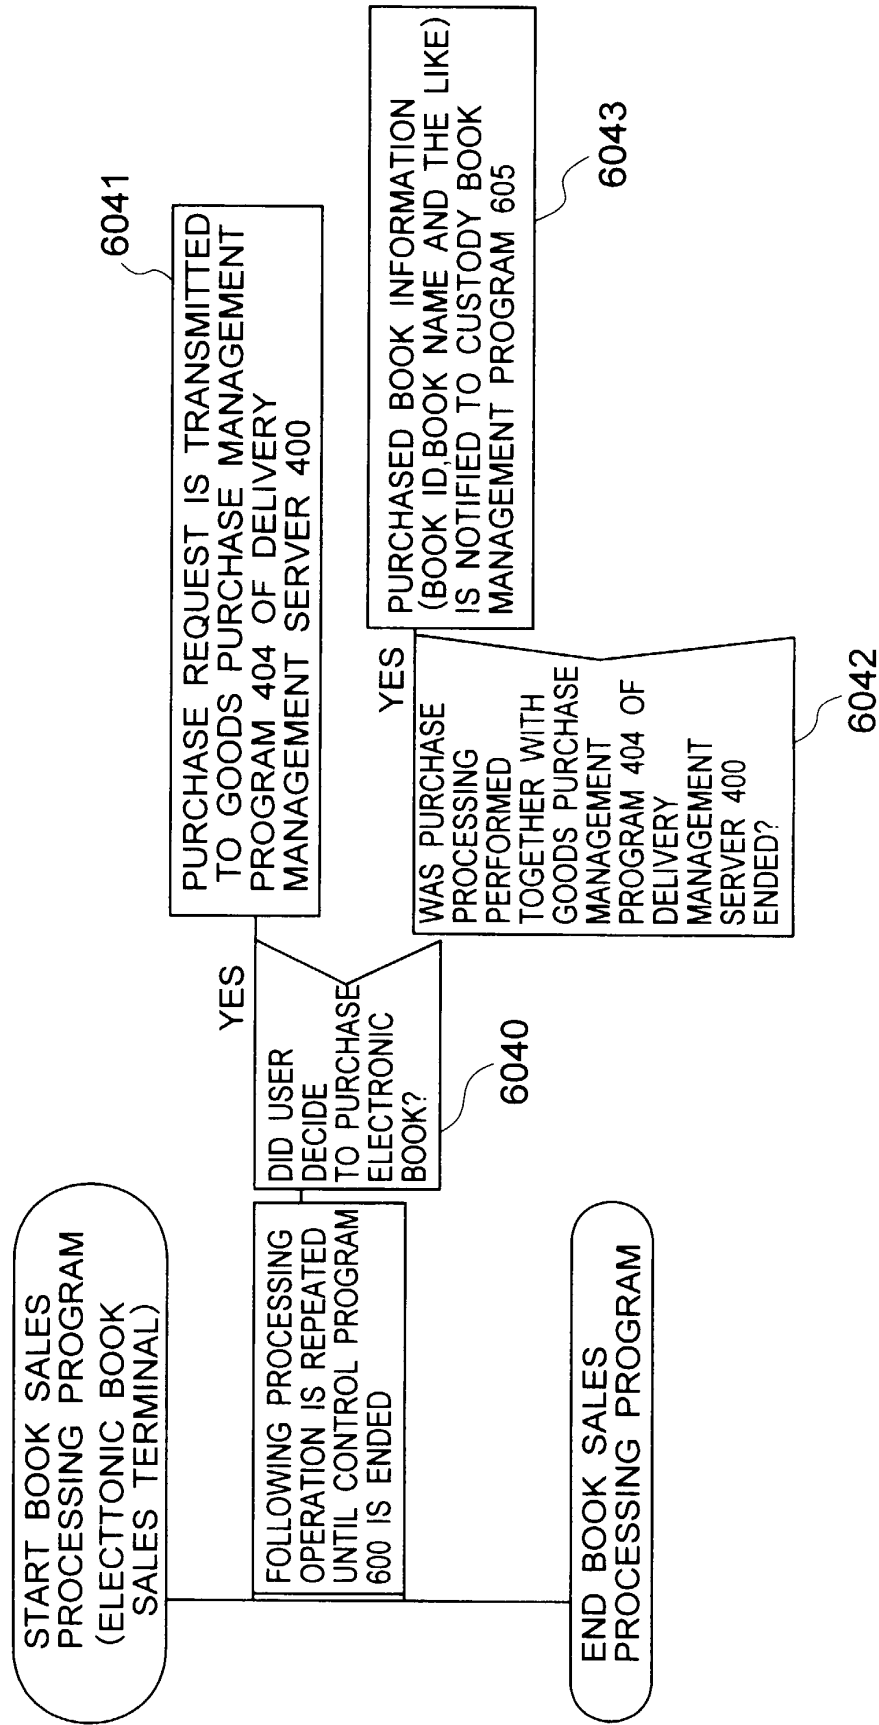 START BOOK SALES
PROCESSING PROGRAM
(ELECTTONIC BOOK
SALES TERMINAL)
FOLLOWING PROCESSING
OPERATION IS REPEATED
UNTIL CONTROL PROGRAM
600 IS ENDED
DID USER
DECIDE
TO PURCHASE
ELECTRONIC
BOOK?
6040
YES
PURCHASE REQUEST IS TRANSMITTED
TO GOODS PURCHASE MANAGEMENT
PROGRAM 404 OF DELIVERY
MANAGEMENT SERVER 400
6041
WAS PURCHASE
PROCESSING
PERFORMED
TOGETHER WITH
GOODS PURCHASE
MANAGEMENT
PROGRAM 404 OF
DELIVERY
MANAGEMENT
SERVER 400
ENDED?
6042
YES
PURCHASED BOOK INFORMATION
(BOOK ID,BOOK NAME AND THE LIKE)
IS NOTIFIED TO CUSTODY BOOK
MANAGEMENT PROGRAM 605
6043
END BOOK SALES
PROCESSING PROGRAM